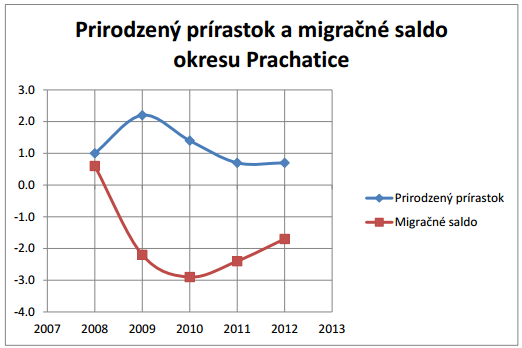 Prirodzený prírastok a migračné saldo
okresu Prachatice
3.0
2.0
1.0
0.0
-1.0
-2.0
-3.0
-4.0
2007 2008 2009 2010 2011 2012 2013
Prirodzený prírastok
Migračné saldo